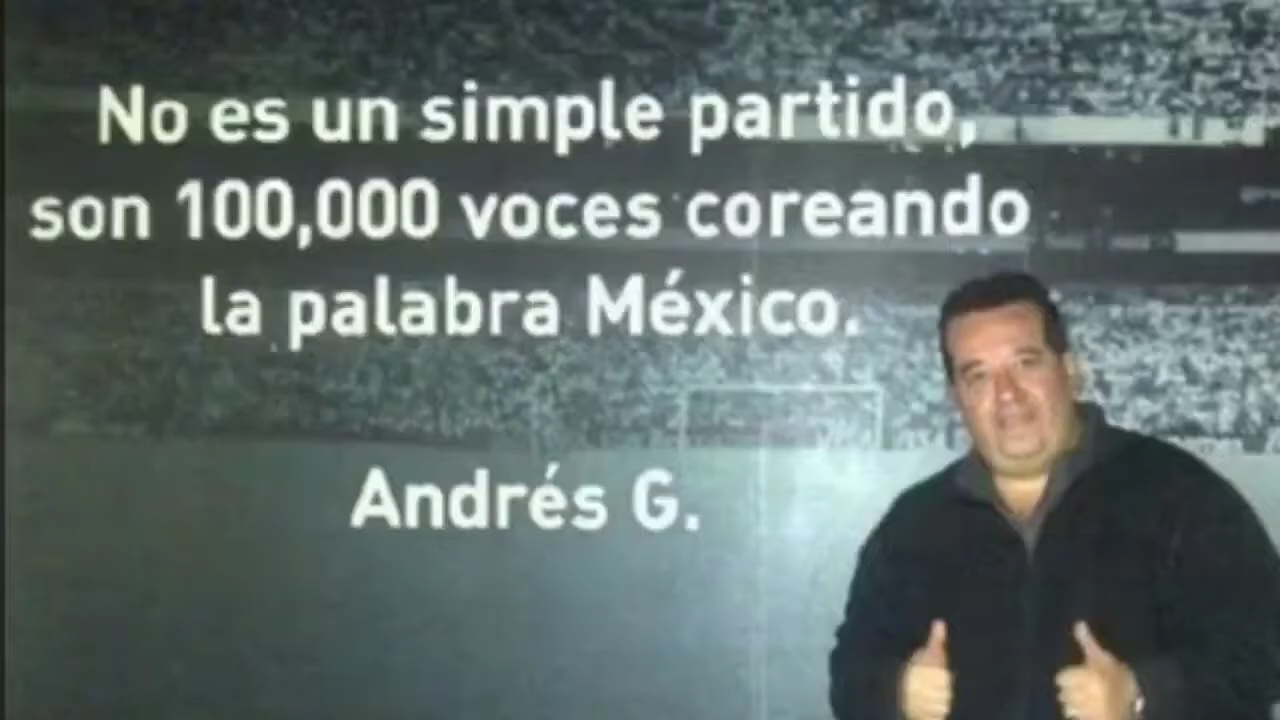 No es un simple partido,
son 100,000 voces coreando
la palabra México.
Andrés G.